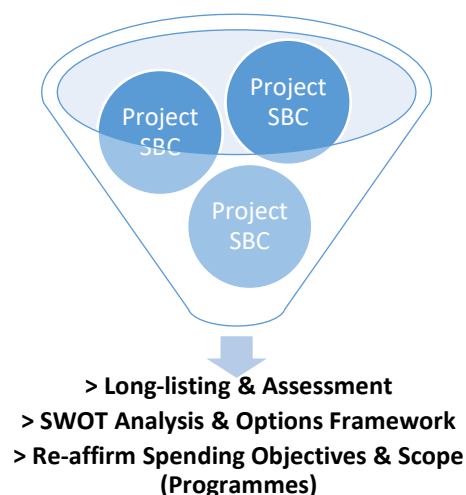 Project
SBC
Project
SBC
Project
SBC
> Long-listing & Assessment
> SWOT Analysis & Options Framework
> Re-affirm Spending Objectives & Scope
(Programmes)